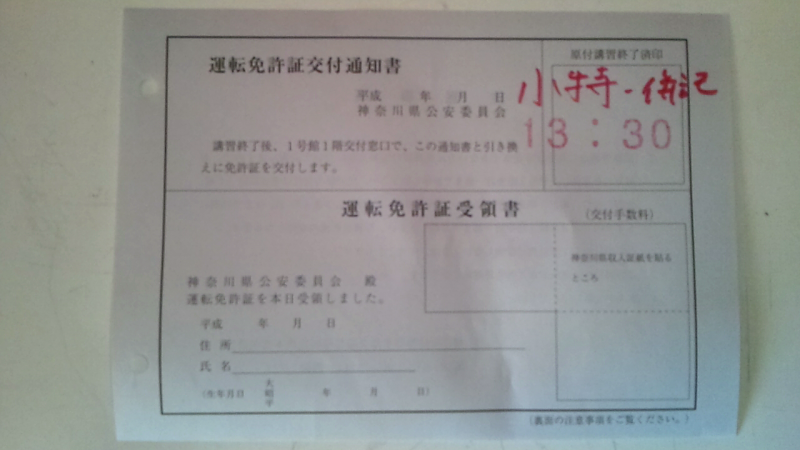 運転免許証交付通知書
原付講習終了済印
平成 年 月 日
神奈川県公安委員会
小特-併記
13:30
講習終了後、1号館1階交付窓口で、この通知書と引き換
えに免許証を交付します。
運転免許証受領書
(交付手数料)
神奈川県収入証紙を貼る
ところ
神奈川県公安委員会 殿
運転免許証を本日受領しました。
平成 年 月 日
住所
氏名
(生年月日 大 昭 平 年 月 日)
(裏面の注意事項をご覧ください。)